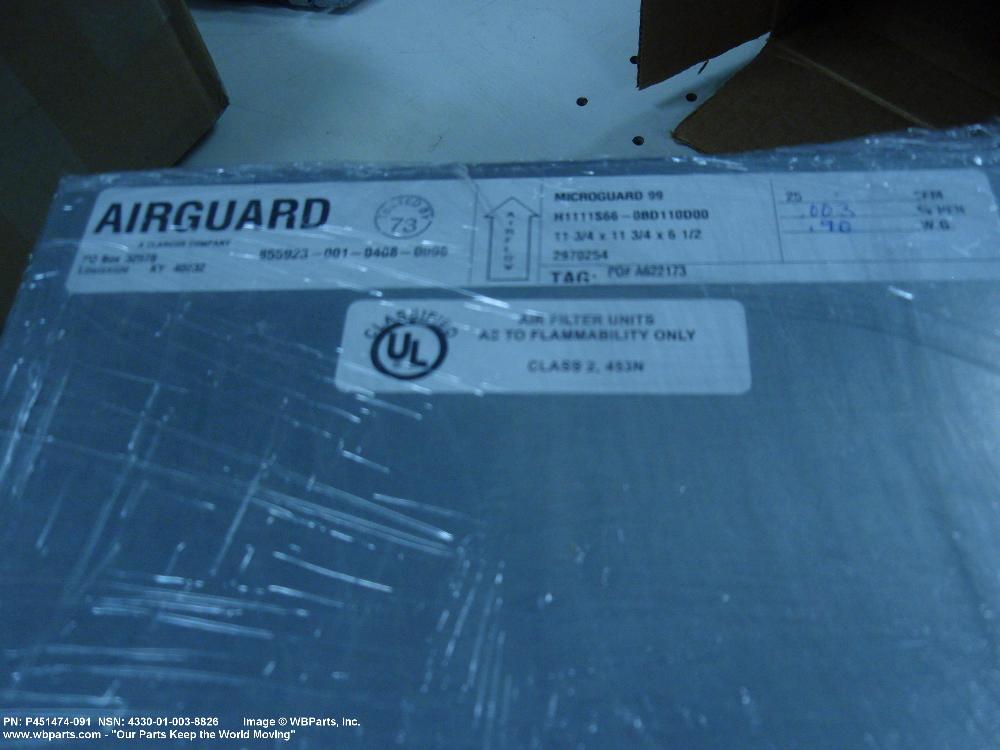 AIRGUARD
A CLARCOR COMPANY
PO Box 32578
LOUISVILLE KY 40232
TESTED BY
73
855923-001-0408-0096
AIRFLOW
MICROGUARD 99
H1111S66-08D110D00
11 3/4 x 11 3/4 x 6 1/2
2970254
TAG: PO# A622173
25 CFM
.003 % PEN
.90 W.G.
CLASSIFIED
UL
AIR FILTER UNITS
AS TO FLAMMABILITY ONLY
CLASS 2, 453N
PN: P451474-091 NSN: 4330-01-003-8826 Image © WBParts, Inc.
www.wbparts.com - "Our Parts Keep the World Moving"